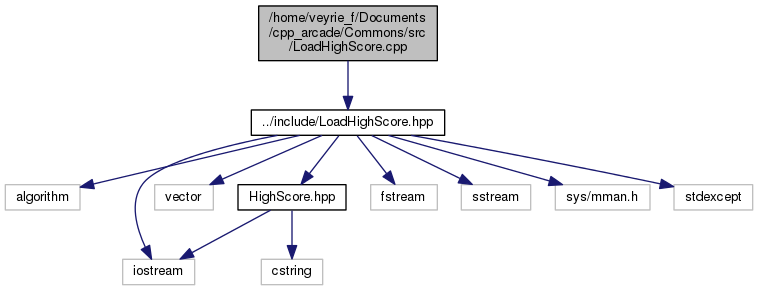 /home/veyrie_f/Documents
/cpp_arcade/Commons/src
/LoadHighScore.cpp
../include/LoadHighScore.hpp
algorithm
vector
HighScore.hpp
fstream
sstream
sys/mman.h
stdexcept
iostream
cstring